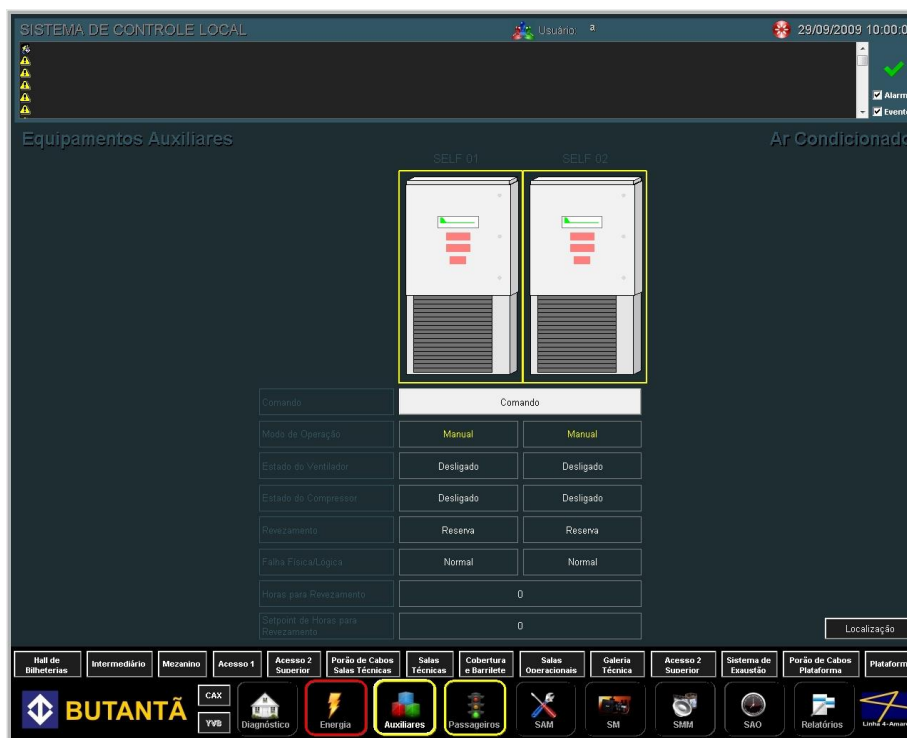 SISTEMA DE CONTROLE LOCAL
Usuário: a
29/09/2009 10:00:0
Alarm
Evento
Equipamentos Auxiliares
Ar Condicionado
SELF 01
SELF 02
Comando
Comando
Modo de Operação
Manual
Manual
Estado do Ventilador
Desligado
Desligado
Estado do Compressor
Desligado
Desligado
Revezamento
Reserva
Reserva
Falha Física/Lógica
Normal
Normal
Horas para Revezamento
0
Setpoint de Horas para
Revezamento
0
Localização
Hall de
Bilheterias
Intermediário
Mezanino
Acesso 1
Acesso 2
Superior
Porão de Cabos
Salas Técnicas
Salas
Técnicas
Cobertura
e Barrilete
Salas
Operacionais
Galeria
Técnica
Acesso 2
Superior
Sistema de
Exaustão
Porão de Cabos
Plataforma
Plataform
BUTANTÃ
CAX
YVB
Diagnóstico
Energia
Auxiliares
Passageiros
SAM
SM
SMM
SAO
Relatórios
Linha 4-Amare